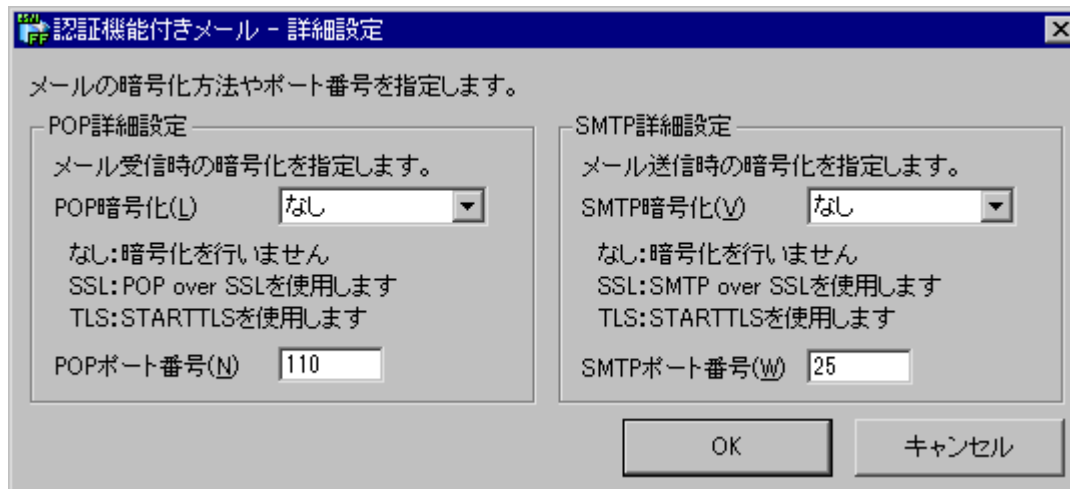 認証機能付きメール - 詳細設定
メールの暗号化方法やポート番号を指定します。
POP詳細設定
メール受信時の暗号化を指定します。
POP暗号化(L) なし
なし:暗号化を行いません
SSL:POP over SSLを使用します
TLS:STARTTLSを使用します
POPポート番号(N) 110
SMTP詳細設定
メール送信時の暗号化を指定します。
SMTP暗号化(V) なし
なし:暗号化を行いません
SSL:SMTP over SSLを使用します
TLS:STARTTLSを使用します
SMTPポート番号(W) 25
OK キャンセル